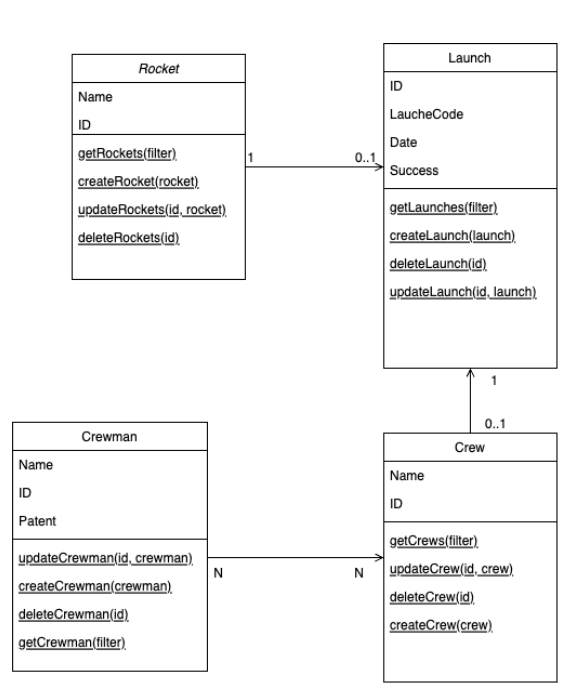 Rocket
Name
ID
getRockets(filter)
createRocket(rocket)
updateRockets(id, rocket)
deleteRockets(id)
1
0..1
Launch
ID
LaucheCode
Date
Success
getLaunches(filter)
createLaunch(launch)
deleteLaunch(id)
updateLaunch(id, launch)
1
0..1
Crewman
Name
ID
Patent
updateCrewman(id, crewman)
createCrewman(crewman)
deleteCrewman(id)
getCrewman(filter)
N
N
Crew
Name
ID
getCrews(filter)
updateCrew(id, crew)
deleteCrew(id)
createCrew(crew)